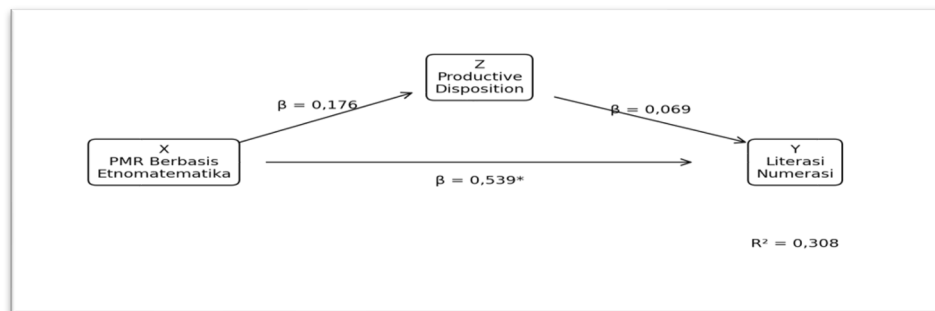 Z
Productive
Disposition
β = 0,176
β = 0,069
X
PMR Berbasis
Etnomatematika
Y
Literasi
Numerasi
β = 0,539*
R² = 0,308